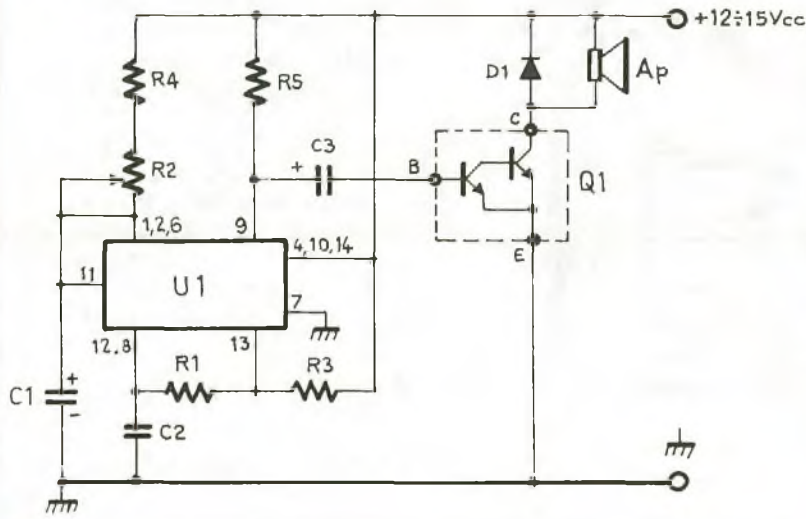 +12÷15Vcc
R4
R5
D1
Ap
C
C3
+
B
Q1
R2
1,2,6
9
4,10,14
E
11
U1
7
12.8
13
R1
R3
C1
+
-
C2